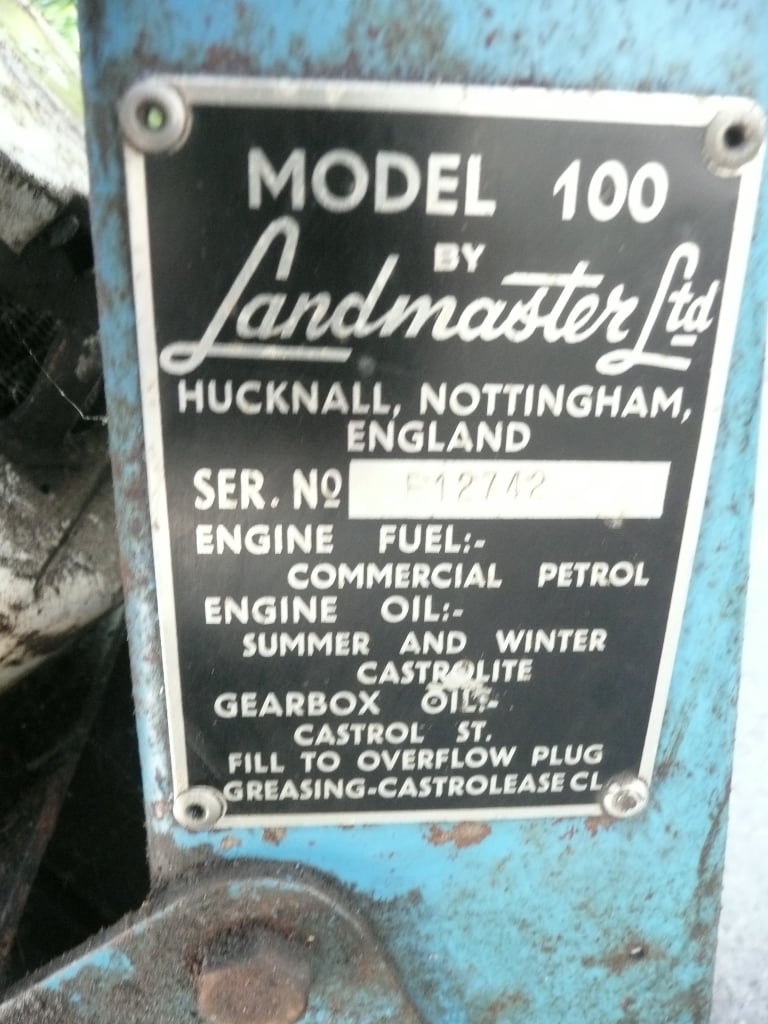 MODEL 100
BY
Landmaster Ltd
HUCKNALL, NOTTINGHAM,
ENGLAND
SER. Nº F12742
ENGINE FUEL:-
COMMERCIAL PETROL
ENGINE OIL:-
SUMMER AND WINTER
CASTROLITE
GEARBOX OIL:-
CASTROL ST.
FILL TO OVERFLOW PLUG
GREASING-CASTROLEASE CL